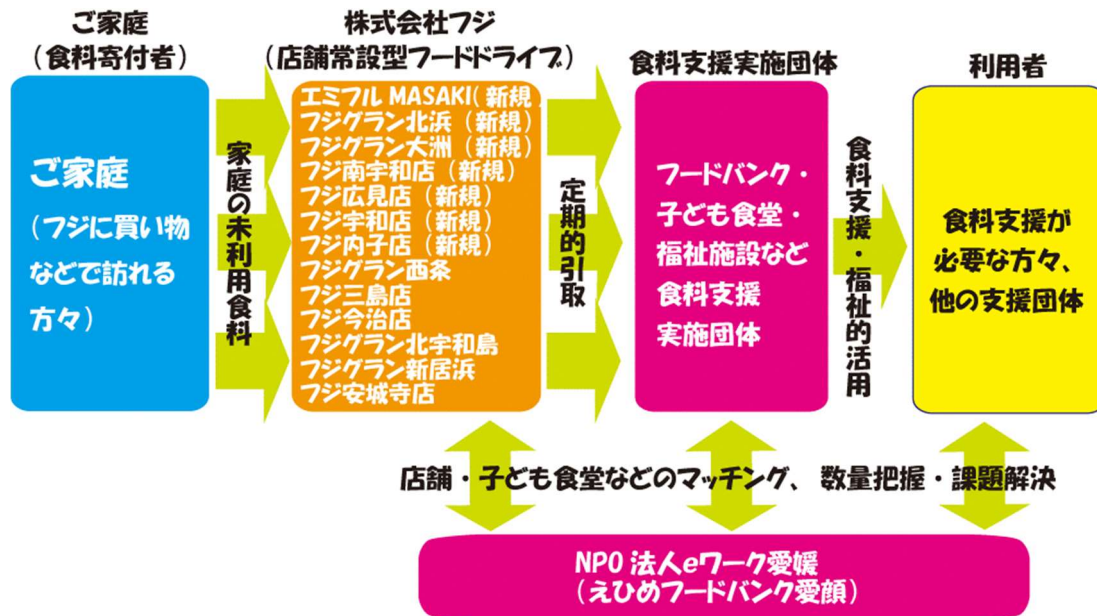 ご家庭
(食料寄付者)
ご家庭
(フジに買い物
などで訪れる
方々)
家庭の未利用食料
株式会社フジ
(店舗常設型フードドライブ)
エミフルMASAKI(新規)
フジグラン北浜(新規)
フジグラン大洲(新規)
フジ南宇和店(新規)
フジ広見店(新規)
フジ宇和店(新規)
フジ内子店(新規)
フジグラン西条
フジ三島店
フジ今治店
フジグラン北宇和島
フジグラン新居浜
フジ安城寺店
定期的引取
食料支援実施団体
フードバンク・
子ども食堂・
福祉施設など
食料支援
実施団体
食料支援・福祉的活用
利用者
食料支援が
必要な方々、
他の支援団体
店舗・子ども食堂などのマッチング、数量把握・課題解決
NPO法人eワーク愛媛
(えひめフードバンク愛顔)